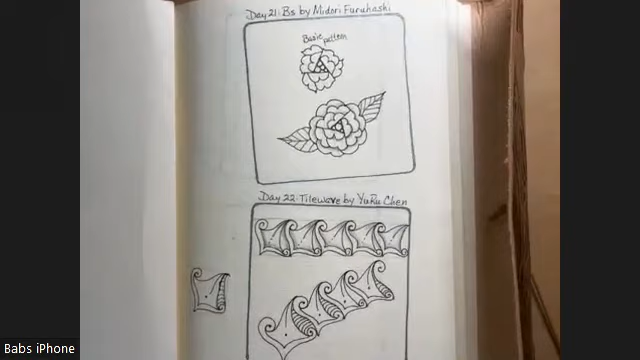 Day 21: Bs by Midori Furuhashi
Basic pattern
Day 22: Tilewave by YuRu Chen
Babs iPhone